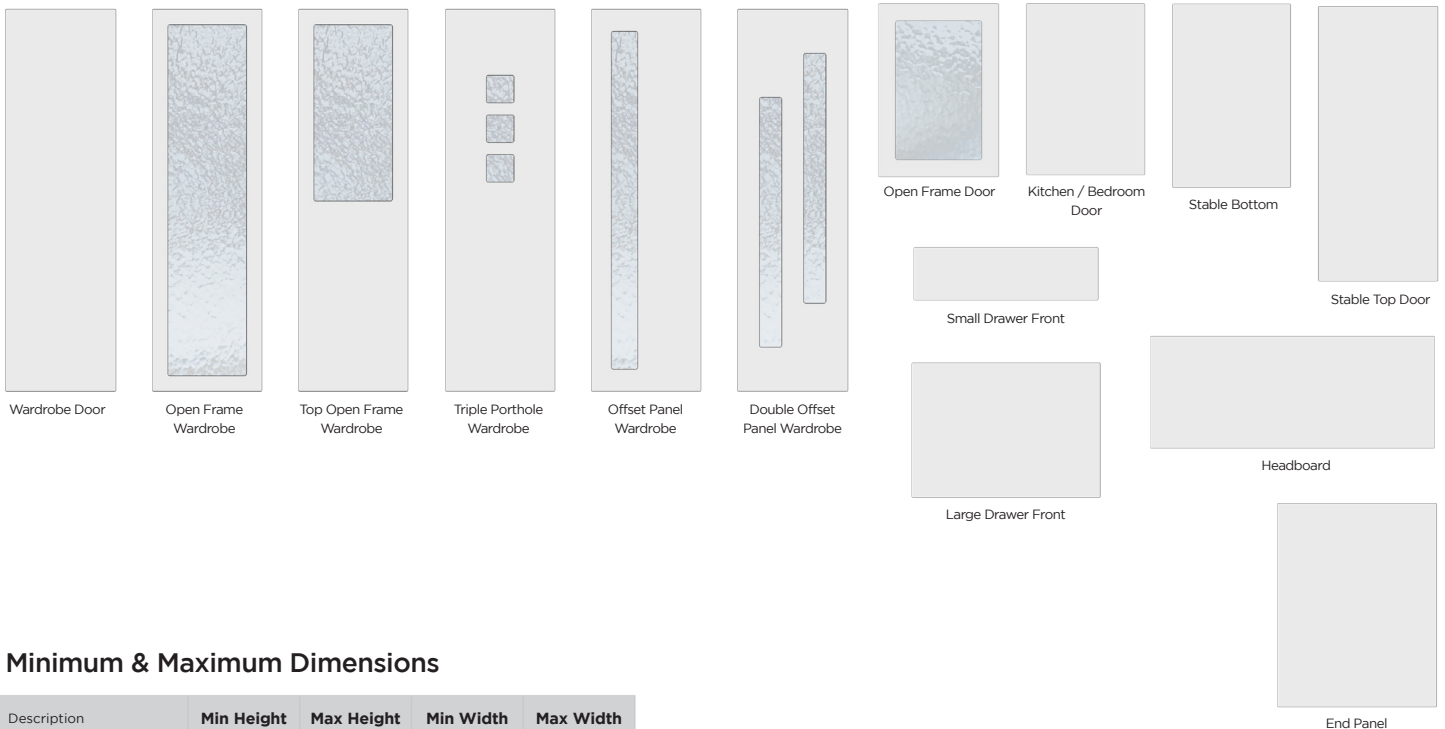 Wardrobe Door
Open Frame
Wardrobe
Top Open Frame
Wardrobe
Triple Porthole
Wardrobe
Offset Panel
Wardrobe
Double Offset
Panel Wardrobe
Open Frame Door
Kitchen / Bedroom
Door
Stable Bottom
Stable Top Door
Small Drawer Front
Headboard
Large Drawer Front
End Panel
Minimum & Maximum Dimensions
Description Min Height Max Height Min Width Max Width